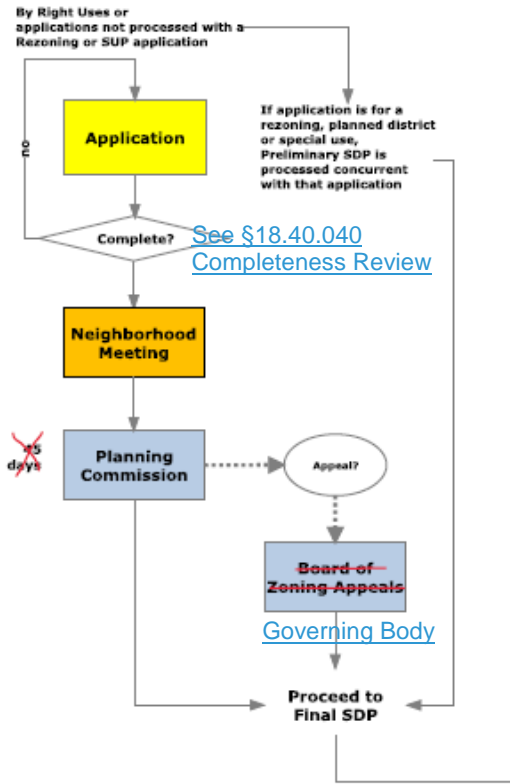 By Right Uses or
applications not processed with a
Rezoning or SUP application
If application is for a
rezoning, planned district
or special use,
Preliminary SDP is
processed concurrent
with that application
no
Application
Complete?
See §18.40.040
Completeness Review
Neighborhood
Meeting
45
days
Planning
Commission
Appeal?
Board of
Zoning Appeals
Governing Body
Proceed to
Final SDP